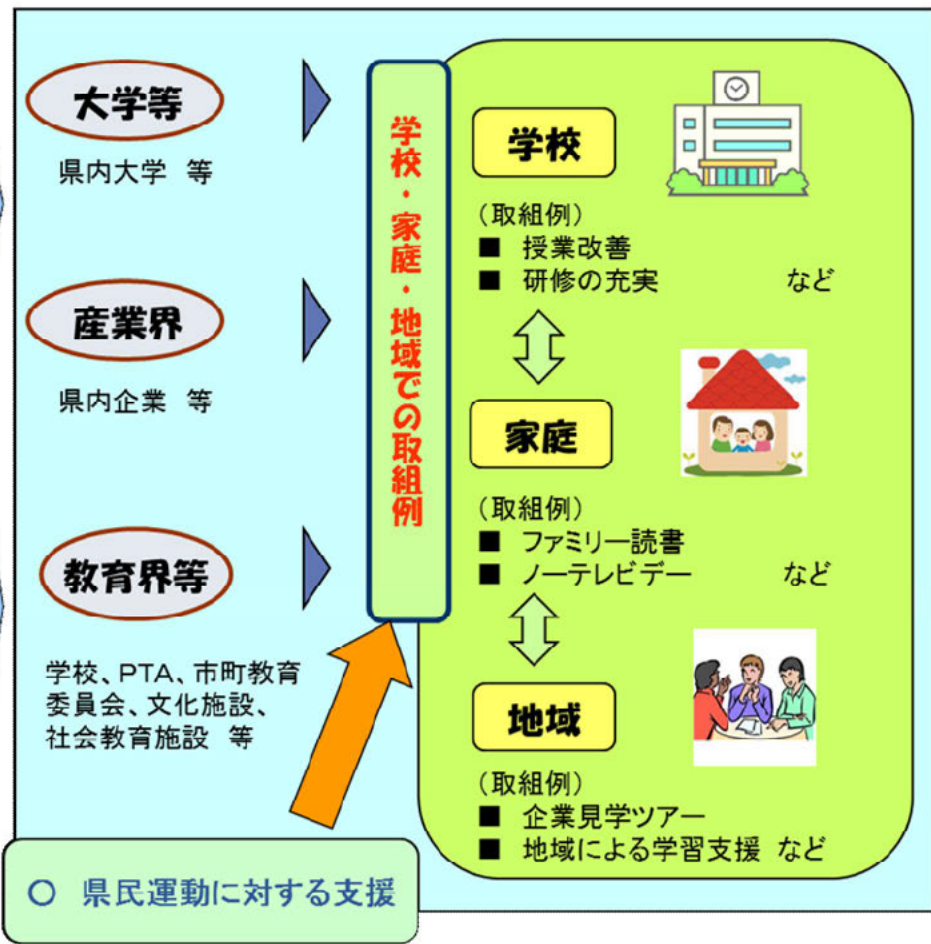 大学等
県内大学 等
産業界
県内企業 等
教育界等
学校、PTA、市町教育
委員会、文化施設、
社会教育施設 等
学校・家庭・地域での取組例
学校
(取組例)
■ 授業改善
■ 研修の充実 など
家庭
(取組例)
■ ファミリー読書
■ ノーテレビデー など
地域
(取組例)
■ 企業見学ツアー
■ 地域による学習支援 など
○ 県民運動に対する支援